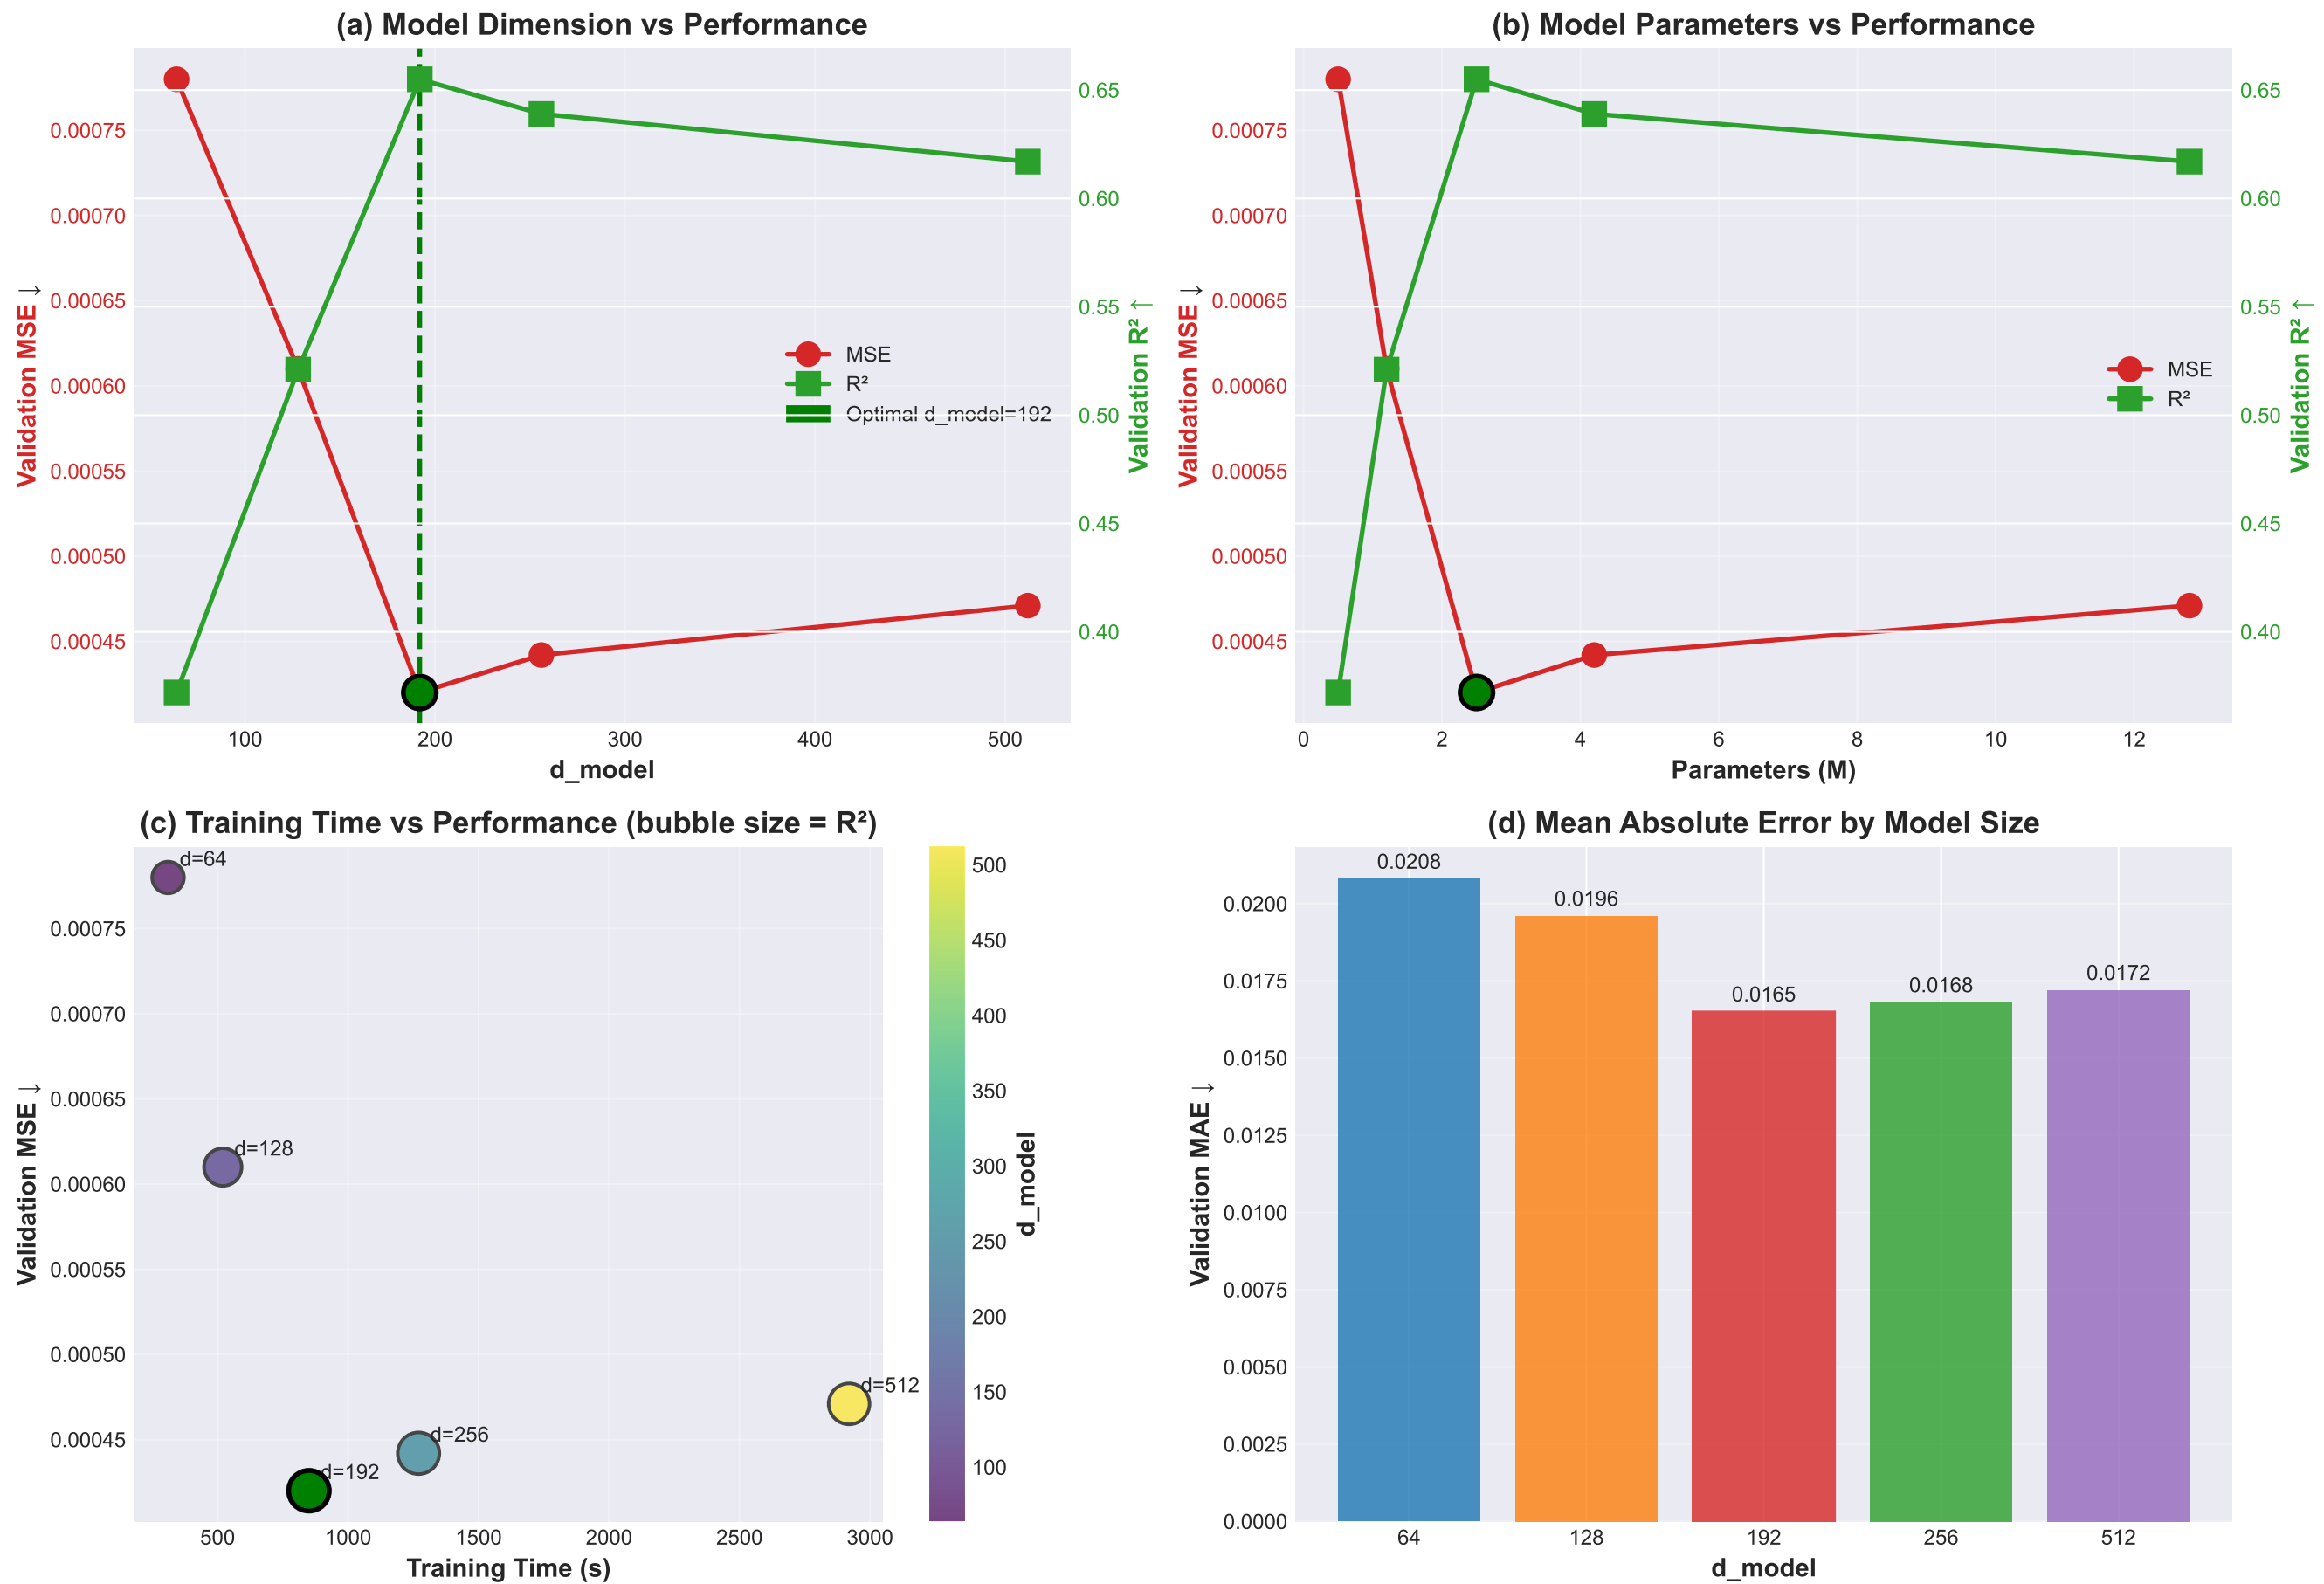 (a) Model Dimension vs Performance
Validation MSE ↓
0.00075
0.00070
0.00065
0.00060
0.00055
0.00050
0.00045
0.65
0.60
0.55
0.50
0.45
0.40
Validation R² ↑
MSE
R²
Optimal d_model=192
100 200 300 400 500
d_model
(b) Model Parameters vs Performance
Validation MSE ↓
0.00075
0.00070
0.00065
0.00060
0.00055
0.00050
0.00045
0.65
0.60
0.55
0.50
0.45
0.40
Validation R² ↑
MSE
R²
0 2 4 6 8 10 12
Parameters (M)
(c) Training Time vs Performance (bubble size = R²)
Validation MSE ↓
0.00075
0.00070
0.00065
0.00060
0.00055
0.00050
0.00045
d=64
d=128
d=512
d=256
d=192
500 1000 1500 2000 2500 3000
Training Time (s)
500
450
400
350
300
250
200
150
100
d_model
(d) Mean Absolute Error by Model Size
Validation MAE ↓
0.0200
0.0175
0.0150
0.0125
0.0100
0.0075
0.0050
0.0025
0.0000
0.0208
0.0196
0.0165
0.0168
0.0172
64 128 192 256 512
d_model